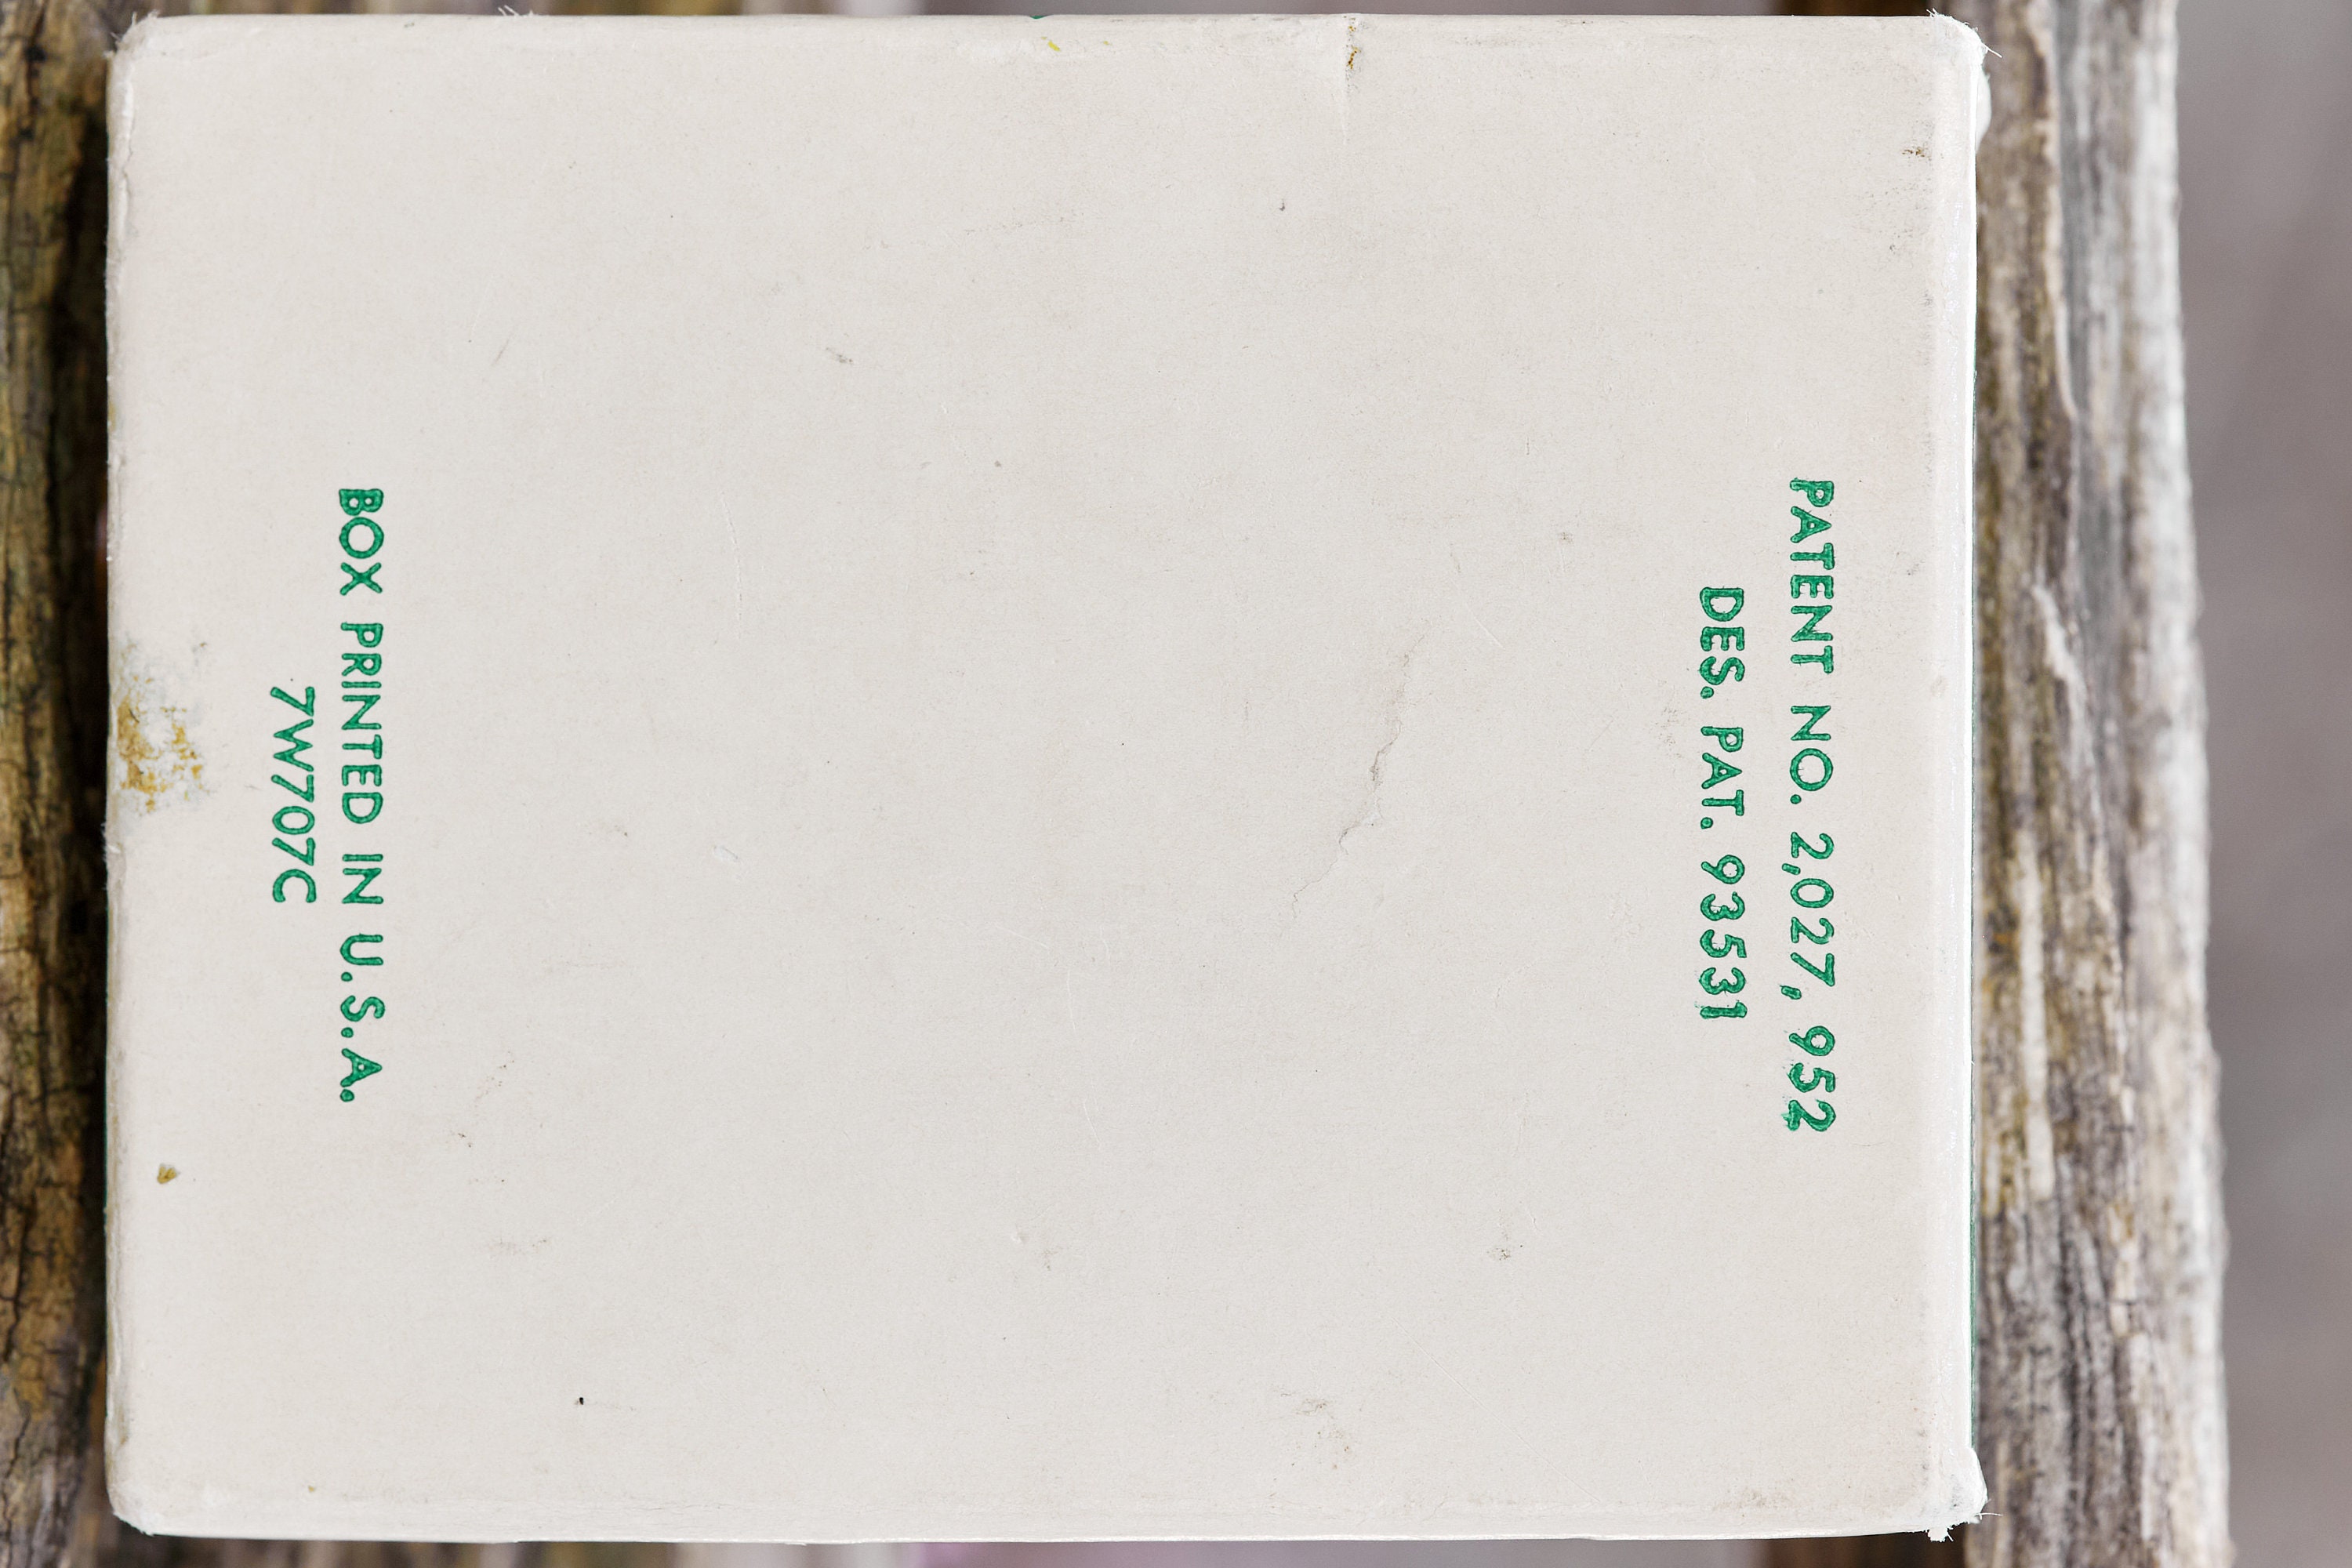 PATENT NO. 2,027,952
DES. PAT. 93531
BOX PRINTED IN U.S.A.
7W707C